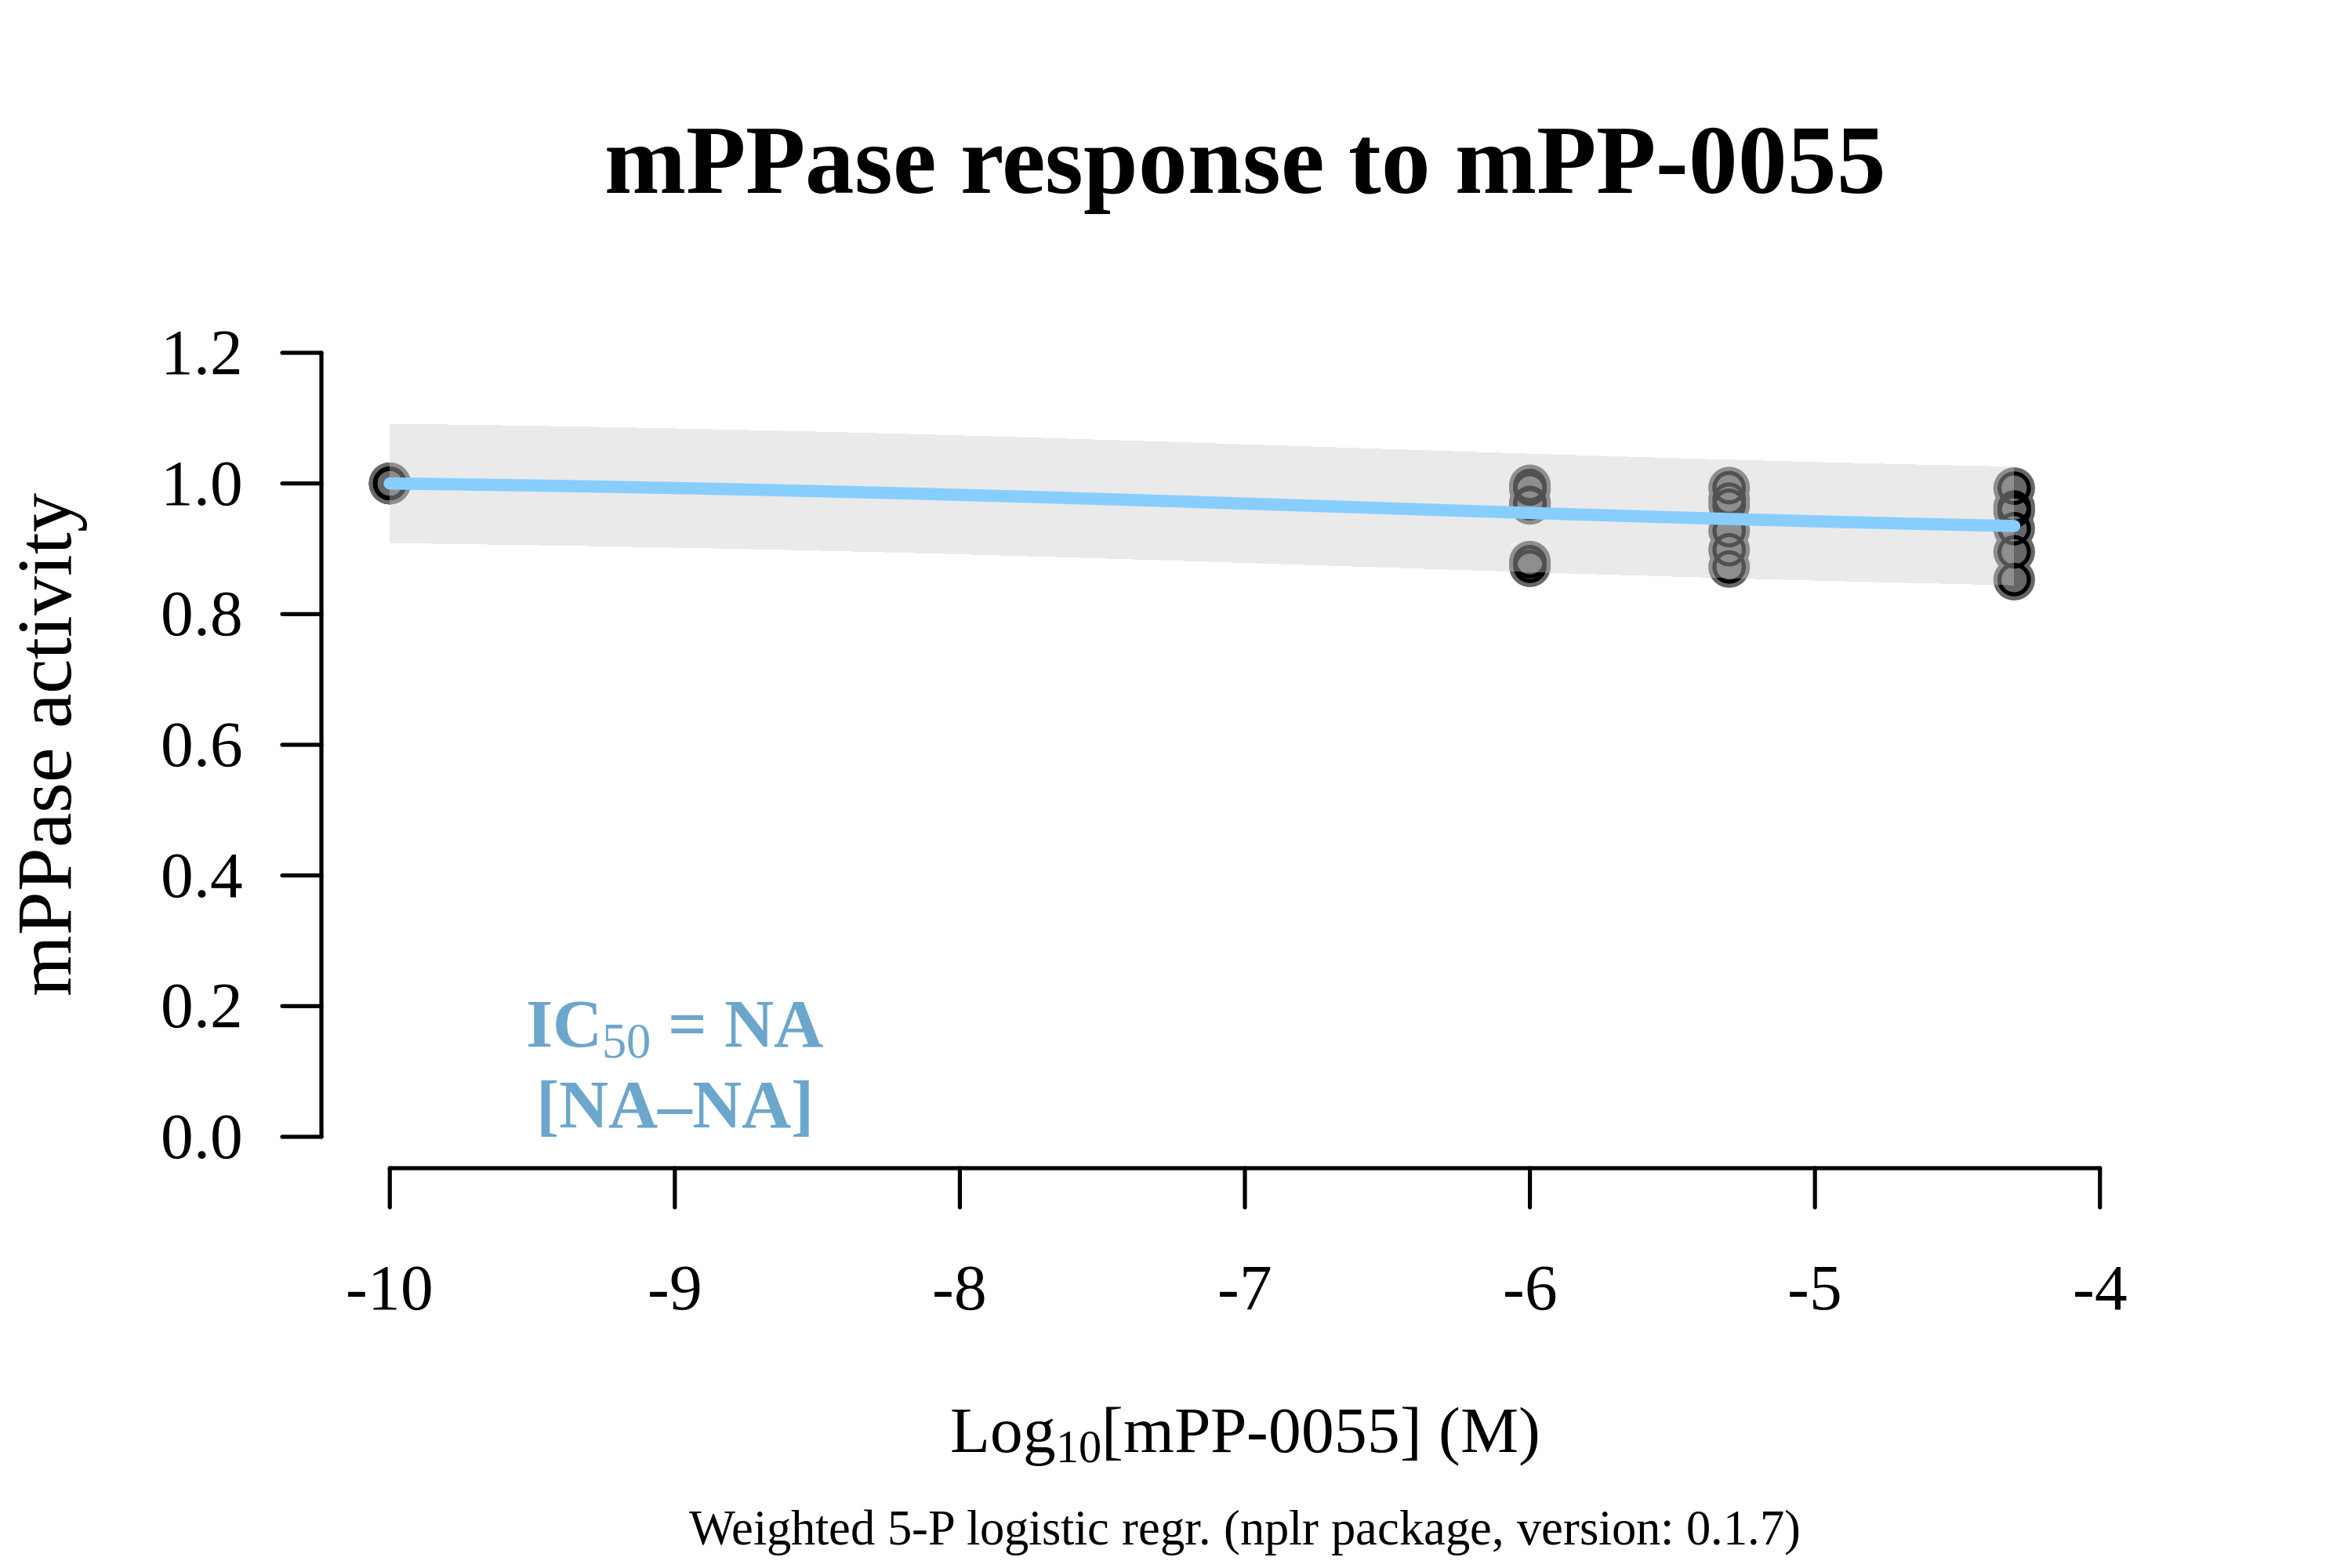 mPPase response to mPP-0055
1.2
1.0
0.8
0.6
0.4
0.2
0.0
mPPase activity
IC50 = NA
[NA–NA]
-10 -9 -8 -7 -6 -5 -4
Log10[mPP-0055] (M)
Weighted 5-P logistic regr. (nplr package, version: 0.1.7)